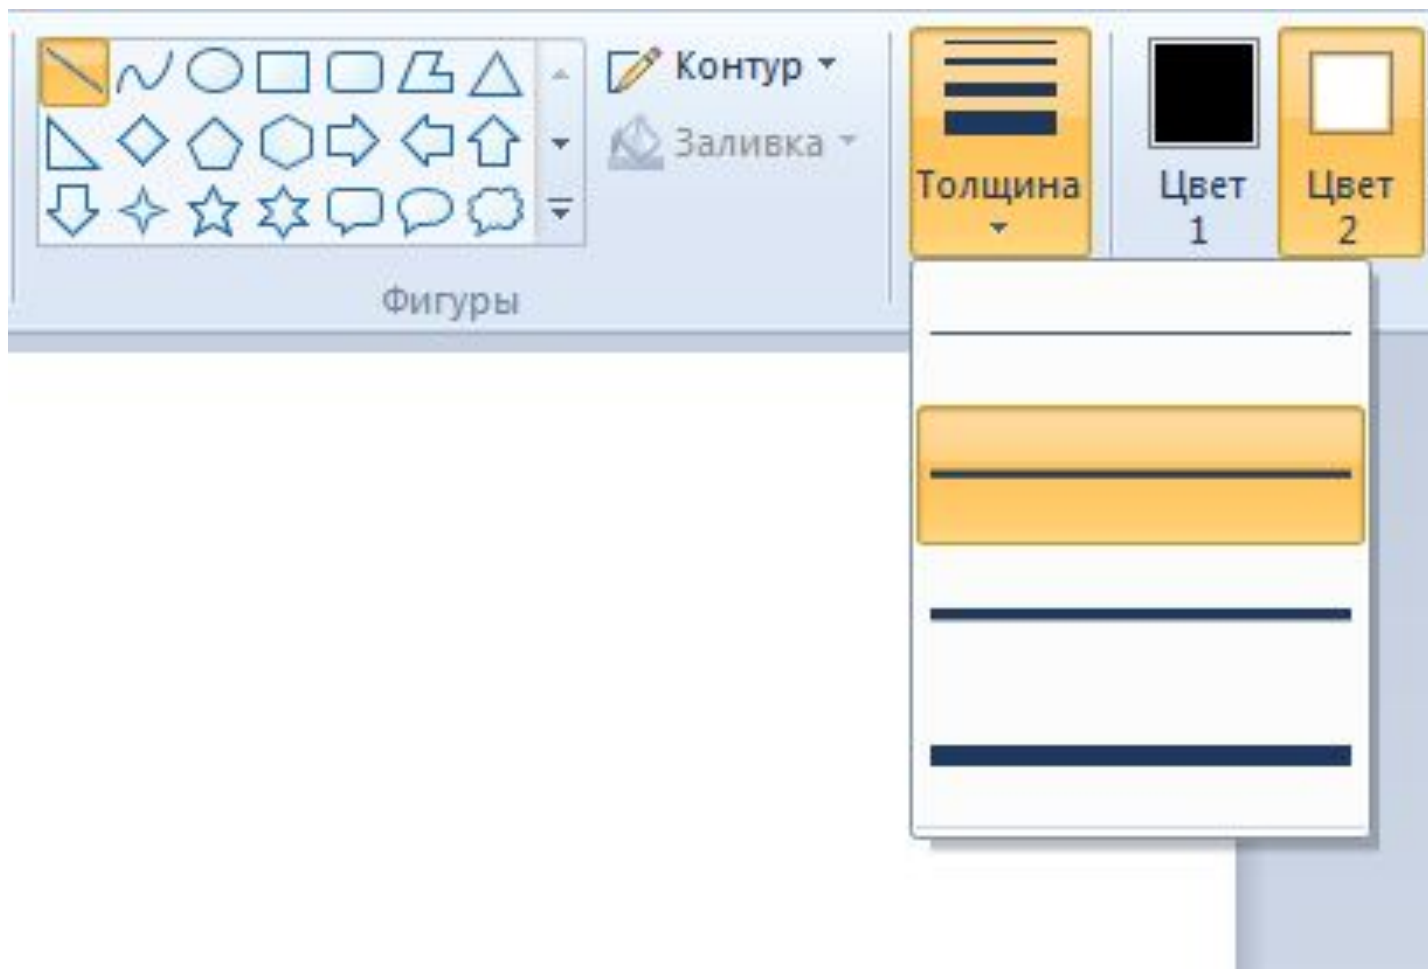 Контур
Заливка
Фигуры
Толщина
Цвет
1
Цвет
2